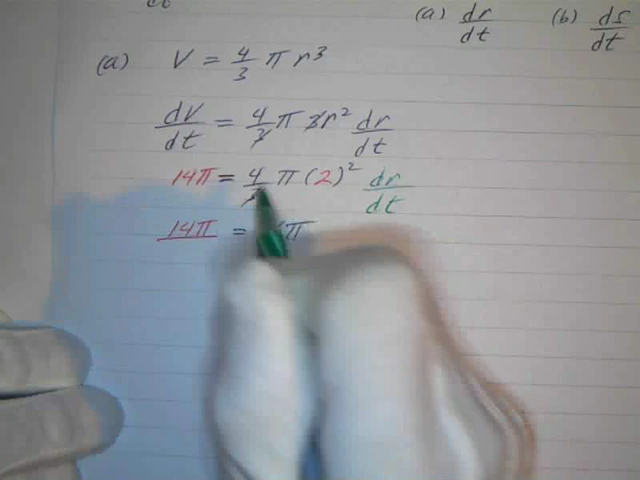 (a) dr/dt (b) ds/dt
(a) V = 4/3 π r³
dV/dt = 4/3 π 3r² dr/dt
14π = 4/3 π (2)² dr/dt
14π = π